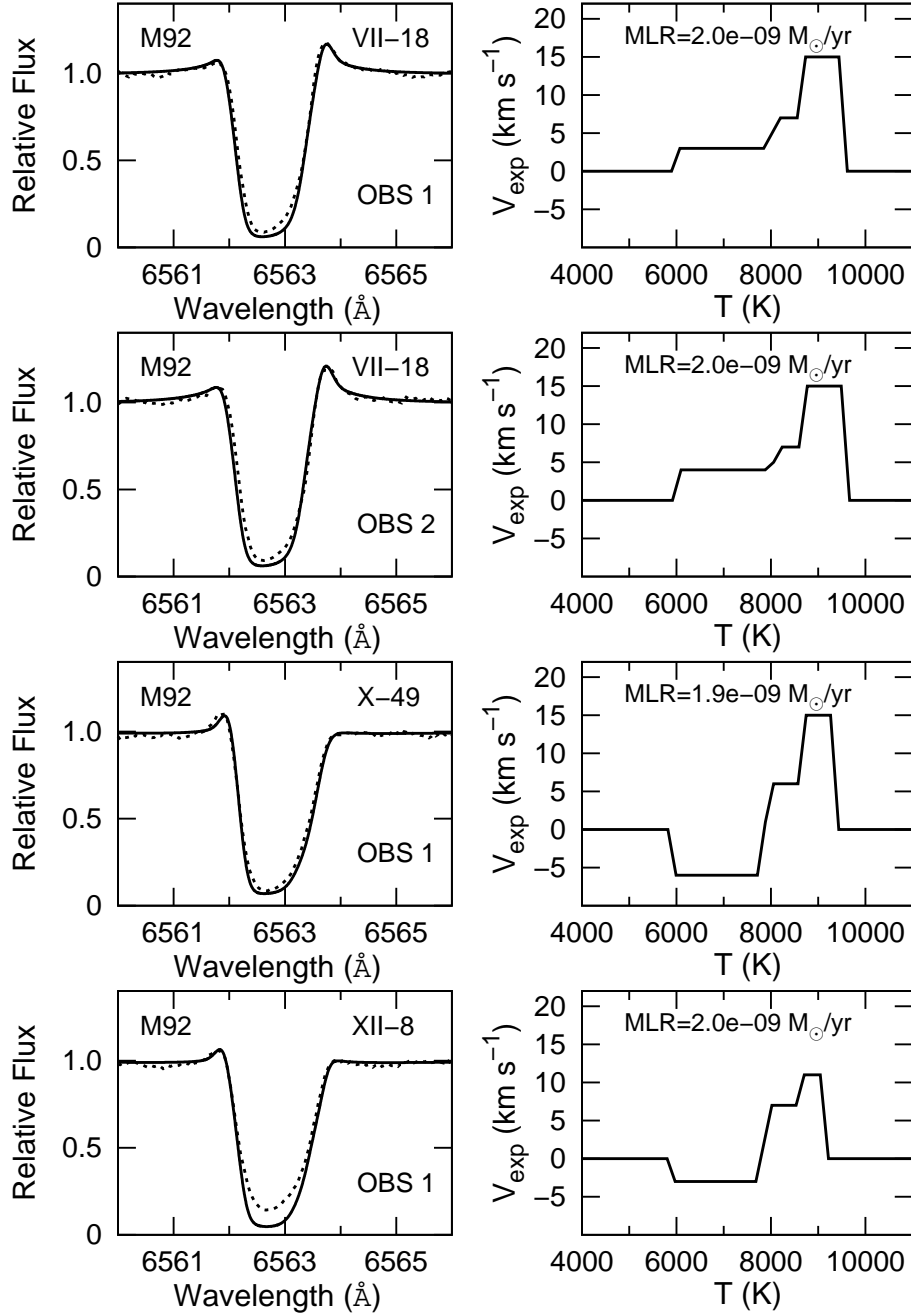 M92 VII−18
OBS 1
Relative Flux
1.0
0.5
0
6561 6563 6565
Wavelength (Å)
MLR=2.0e−09 M☉/yr
V_exp (km s⁻¹)
20
15
10
5
0
−5
4000 6000 8000 10000
T (K)
M92 VII−18
OBS 2
Relative Flux
1.0
0.5
0
6561 6563 6565
Wavelength (Å)
MLR=2.0e−09 M☉/yr
V_exp (km s⁻¹)
20
15
10
5
0
−5
4000 6000 8000 10000
T (K)
M92 X−49
OBS 1
Relative Flux
1.0
0.5
0
6561 6563 6565
Wavelength (Å)
MLR=1.9e−09 M☉/yr
V_exp (km s⁻¹)
20
15
10
5
0
−5
4000 6000 8000 10000
T (K)
M92 XII−8
OBS 1
Relative Flux
1.0
0.5
0
6561 6563 6565
Wavelength (Å)
MLR=2.0e−09 M☉/yr
V_exp (km s⁻¹)
20
15
10
5
0
−5
4000 6000 8000 10000
T (K)